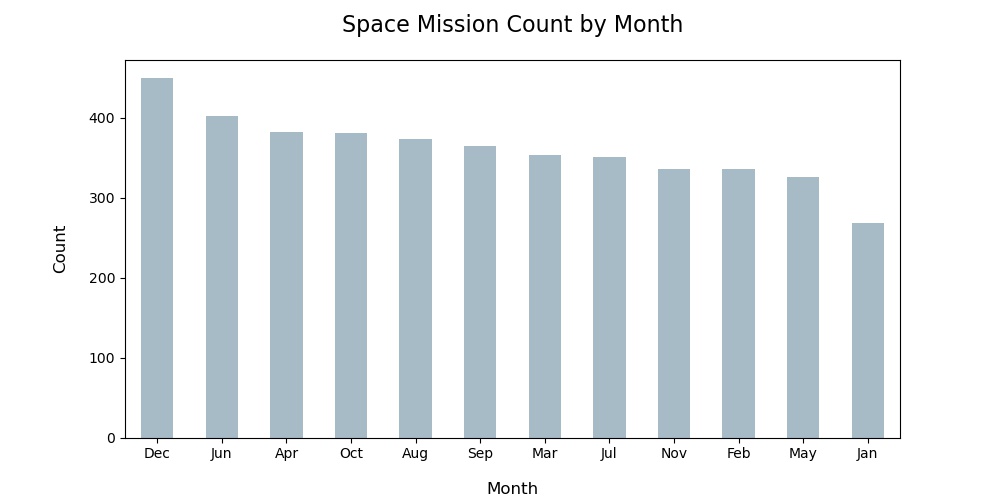 Space Mission Count by Month
Count
400
300
200
100
0
Dec Jun Apr Oct Aug Sep Mar Jul Nov Feb May Jan
Month